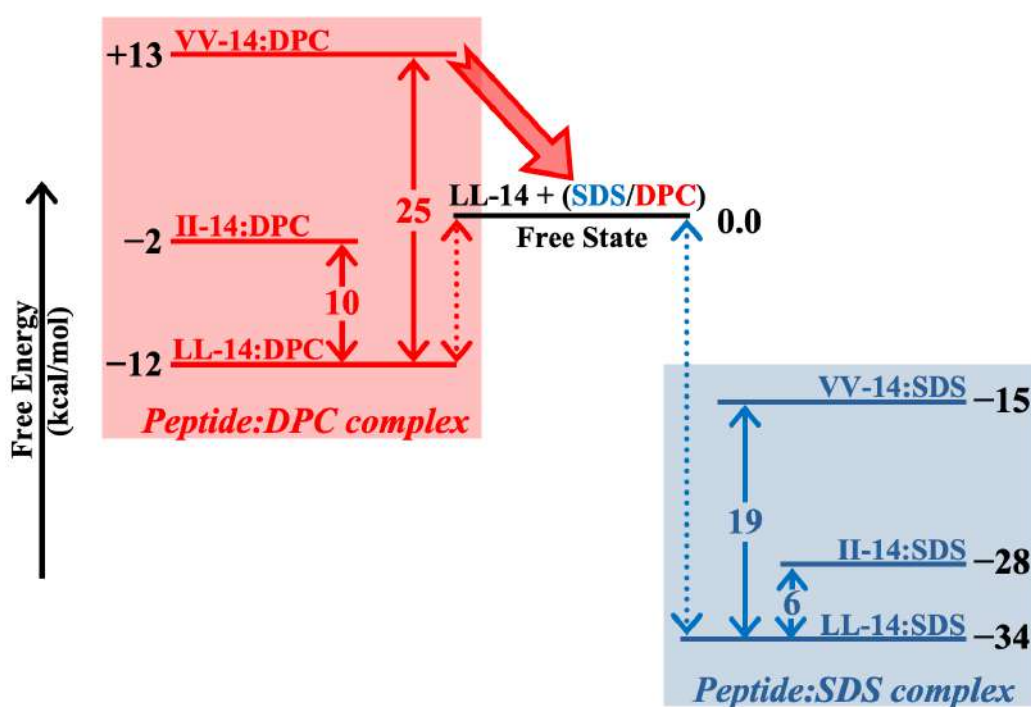 VV-14:DPC
+13
LL-14 + (SDS/DPC)
25
0.0
Free State
II-14:DPC
−2
10
LL-14:DPC
−12
Peptide:DPC complex
Free Energy
(kcal/mol)
VV-14:SDS
−15
19
II-14:SDS
−28
6
LL-14:SDS
−34
Peptide:SDS complex